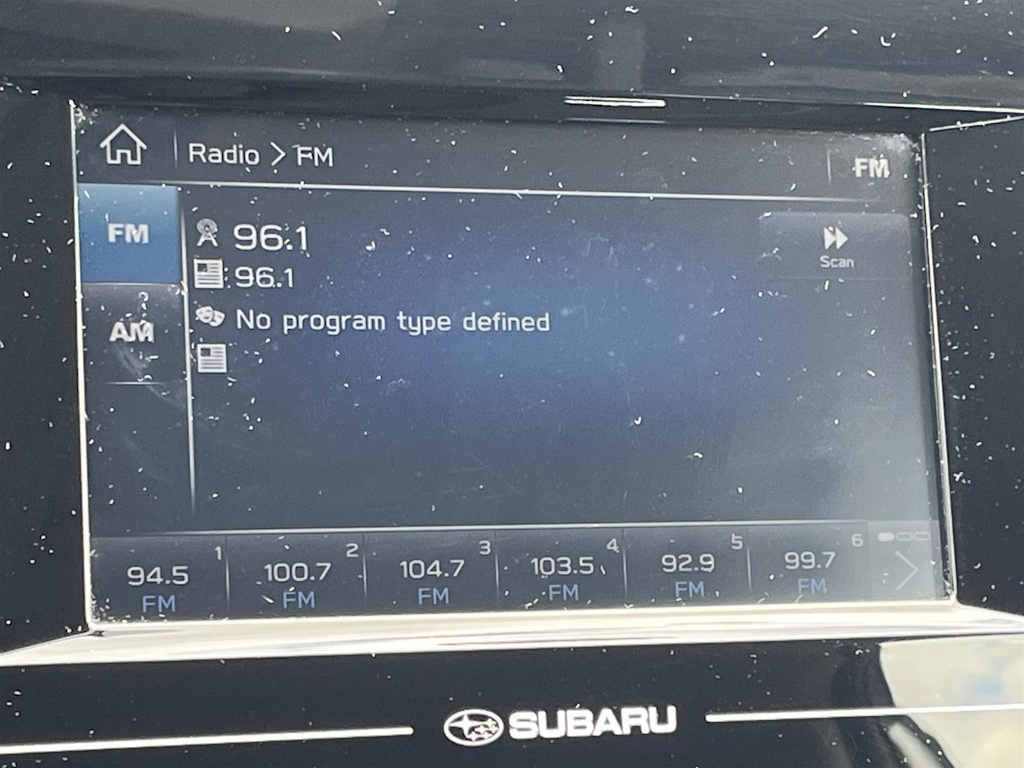 Radio > FM
FM
FM
96.1
Scan
96.1
No program type defined
AM
1
2
3
4
5
6
94.5
100.7
104.7
103.5
92.9
99.7
FM
FM
FM
FM
FM
FM
SUBARU